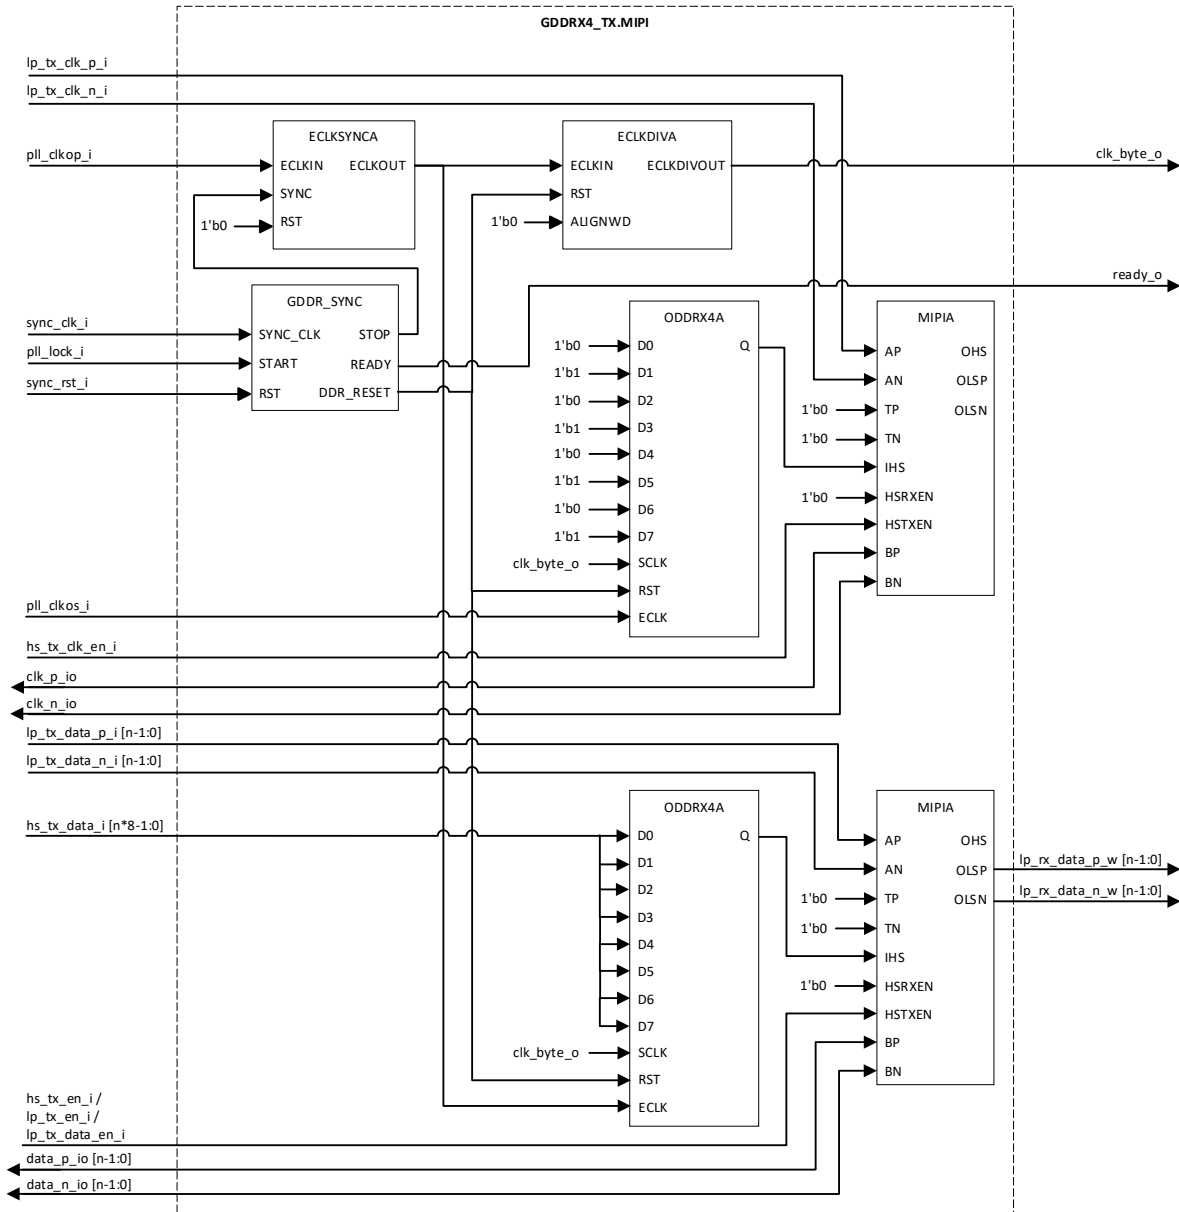 GDDRX4_TX.MIPI
lp_tx_clk_p_i
lp_tx_clk_n_i
ECLKSYNCA
ECLKDIVA
pll_clkop_i
ECLKIN
ECLKOUT
ECLKIN
ECLKDIVOUT
clk_byte_o
SYNC
RST
1'b0
RST
1'b0
ALIGNWD
ready_o
GDDR_SYNC
sync_clk_i
SYNC_CLK
STOP
pll_lock_i
START
READY
sync_rst_i
RST
DDR_RESET
ODDRX4A
1'b0
D0
Q
1'b1
D1
1'b0
D2
1'b1
D3
1'b0
D4
1'b1
D5
1'b0
D6
1'b1
D7
clk_byte_o
SCLK
RST
ECLK
MIPIA
AP
OHS
AN
OLSP
1'b0
TP
OLSN
1'b0
TN
IHS
1'b0
HSRXEN
HSTXEN
BP
BN
pll_clkos_i
hs_tx_clk_en_i
clk_p_io
clk_n_io
lp_tx_data_p_i [n-1:0]
lp_tx_data_n_i [n-1:0]
hs_tx_data_i [n*8-1:0]
ODDRX4A
D0
Q
D1
D2
D3
D4
D5
D6
D7
clk_byte_o
SCLK
RST
ECLK
MIPIA
AP
OHS
AN
OLSP
lp_rx_data_p_w [n-1:0]
1'b0
TP
OLSN
lp_rx_data_n_w [n-1:0]
1'b0
TN
IHS
1'b0
HSRXEN
HSTXEN
BP
BN
hs_tx_en_i /
lp_tx_en_i /
lp_tx_data_en_i
data_p_io [n-1:0]
data_n_io [n-1:0]